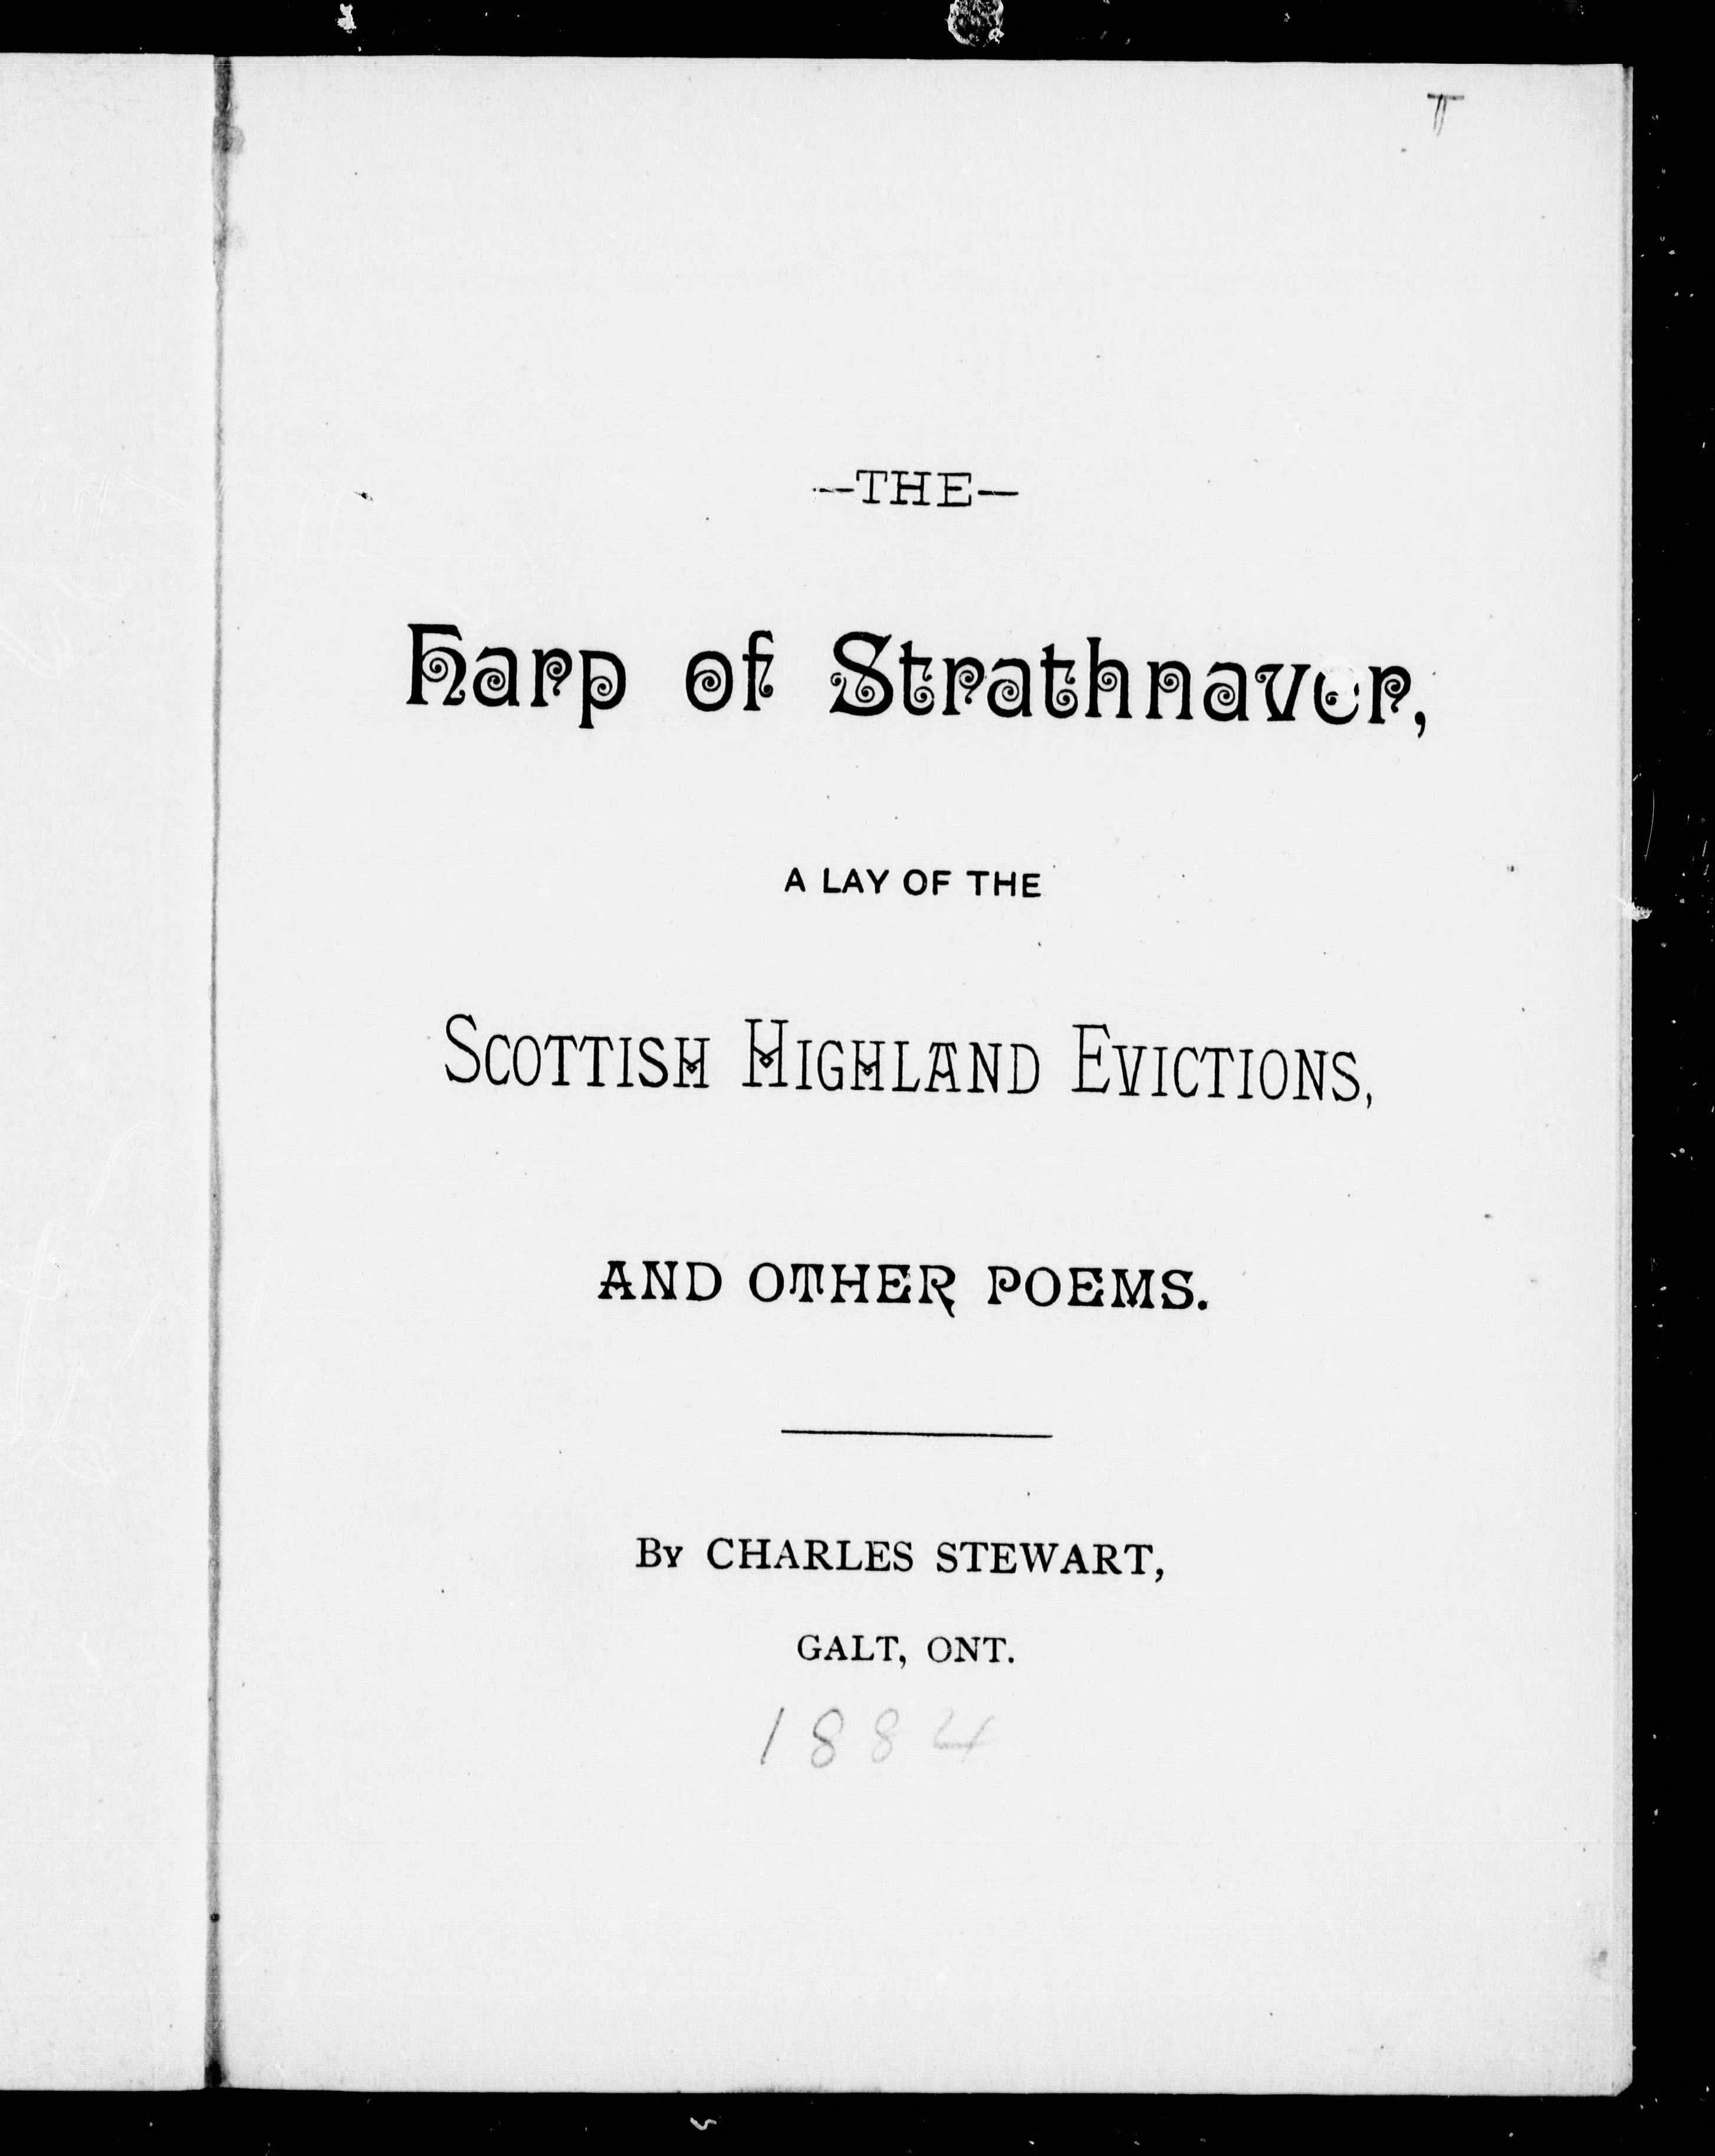 T
—THE—
Harp of Strathnaver,
A LAY OF THE
SCOTTISH HIGHLAND EVICTIONS,
AND OTHER POEMS.
By CHARLES STEWART,
GALT, ONT.
1884